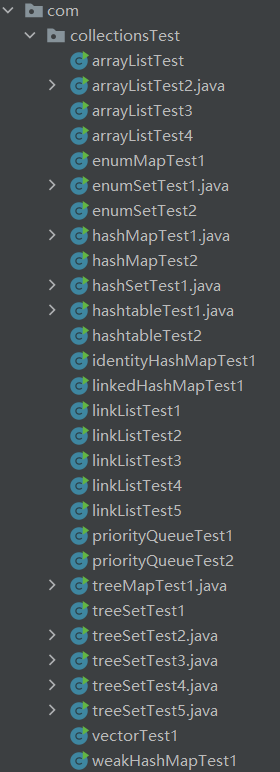 com
collectionsTest
arrayListTest
arrayListTest2.java
arrayListTest3
arrayListTest4
enumMapTest1
enumSetTest1.java
enumSetTest2
hashMapTest1.java
hashMapTest2
hashSetTest1.java
hashtableTest1.java
hashtableTest2
identityHashMapTest1
linkedHashMapTest1
linkListTest1
linkListTest2
linkListTest3
linkListTest4
linkListTest5
priorityQueueTest1
priorityQueueTest2
treeMapTest1.java
treeSetTest1
treeSetTest2.java
treeSetTest3.java
treeSetTest4.java
treeSetTest5.java
vectorTest1
weakHashMapTest1